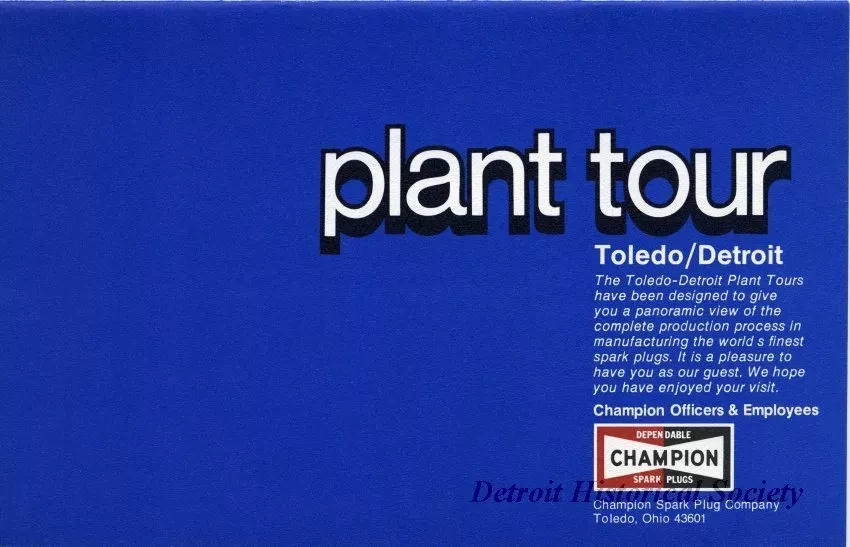 plant tour
Toledo/Detroit
The Toledo-Detroit Plant Tours
have been designed to give
you a panoramic view of the
complete production process in
manufacturing the world s finest
spark plugs. It is a pleasure to
have you as our guest. We hope
you have enjoyed your visit.
Champion Officers & Employees
DEPENDABLE
CHAMPION
SPARK PLUGS
Detroit Historical Society
Champion Spark Plug Company
Toledo, Ohio 43601